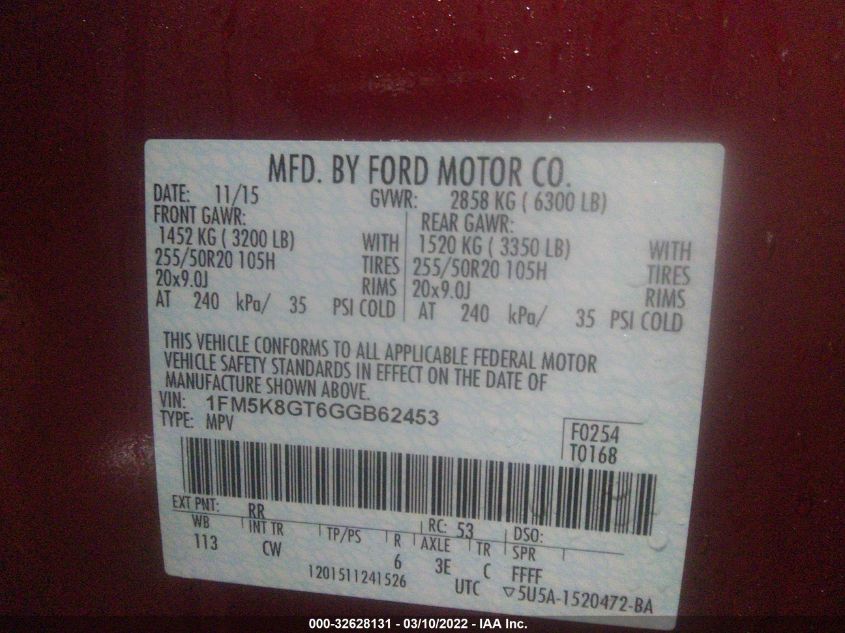 MFD. BY FORD MOTOR CO.
DATE: 11/15 GVWR: 2858 KG ( 6300 LB)
FRONT GAWR: REAR GAWR:
1452 KG ( 3200 LB) WITH 1520 KG ( 3350 LB) WITH
255/50R20 105H TIRES 255/50R20 105H TIRES
20x9.0J RIMS 20x9.0J RIMS
AT 240 kPa/ 35 PSI COLD AT 240 kPa/ 35 PSI COLD
THIS VEHICLE CONFORMS TO ALL APPLICABLE FEDERAL MOTOR
VEHICLE SAFETY STANDARDS IN EFFECT ON THE DATE OF
MANUFACTURE SHOWN ABOVE.
VIN: 1FM5K8GT6GGB62453
TYPE: MPV
F0254
T0168
EXT PNT: RR RC: 53 DSO:
WB INT TR TP/PS R AXLE TR SPR
113 CW 6 3E C FFFF
1201511241526 UTC ▽5U5A-1520472-BA
000-32628131 - 03/10/2022 - IAA Inc.